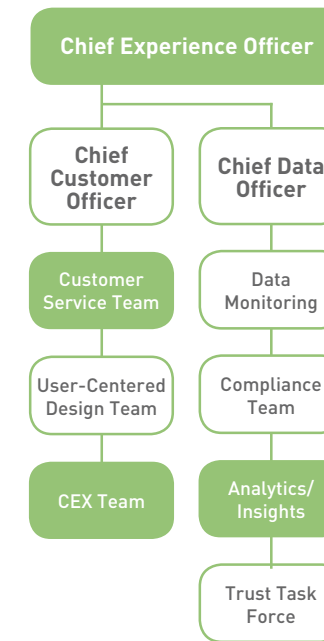 Chief Experience Officer
Chief
Customer
Officer
Chief Data
Officer
Customer
Service Team
Data
Monitoring
User-Centered
Design Team
Compliance
Team
CEX Team
Analytics/
Insights
Trust Task
Force